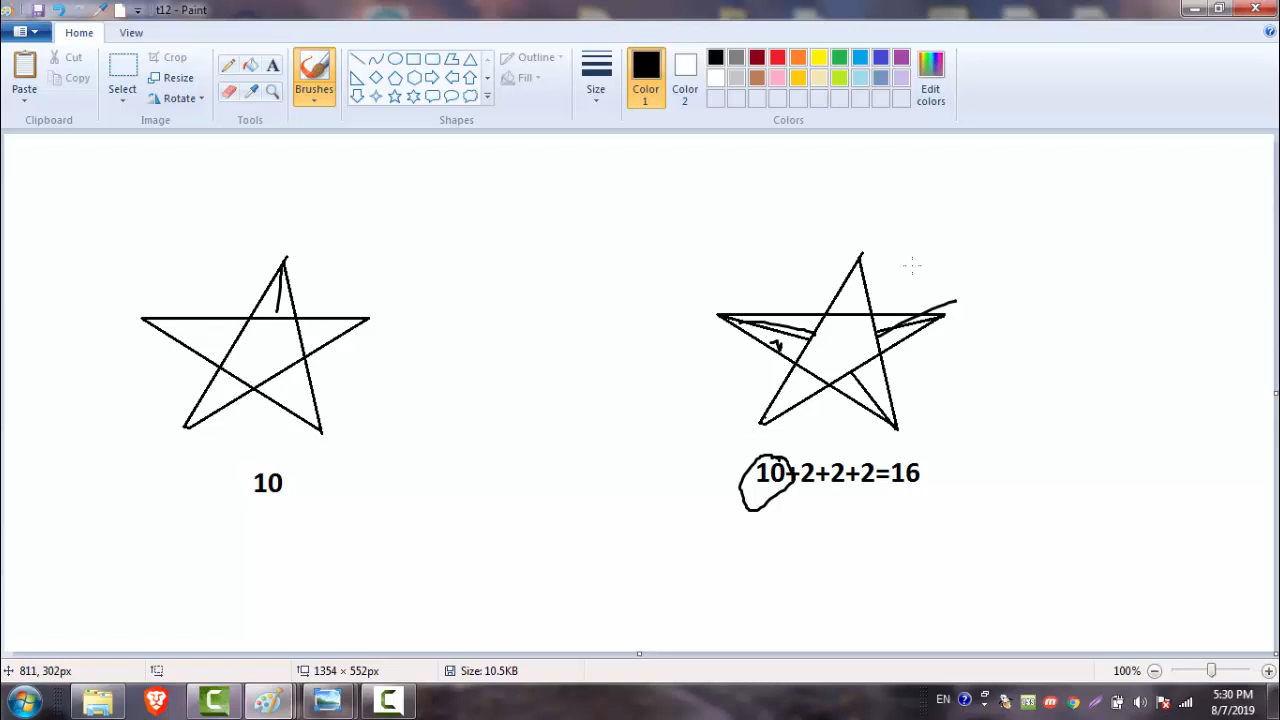 t12 - Paint
Home View
Paste Cut Copy Select Crop Resize Rotate A Brushes Outline Fill Size Color 1 Color 2 Edit colors
Clipboard Image Tools Shapes Colors
10
10+2+2+2=16
811, 302px 1354 × 552px Size: 10.5KB 100%
EN 5:30 PM
8/7/2019